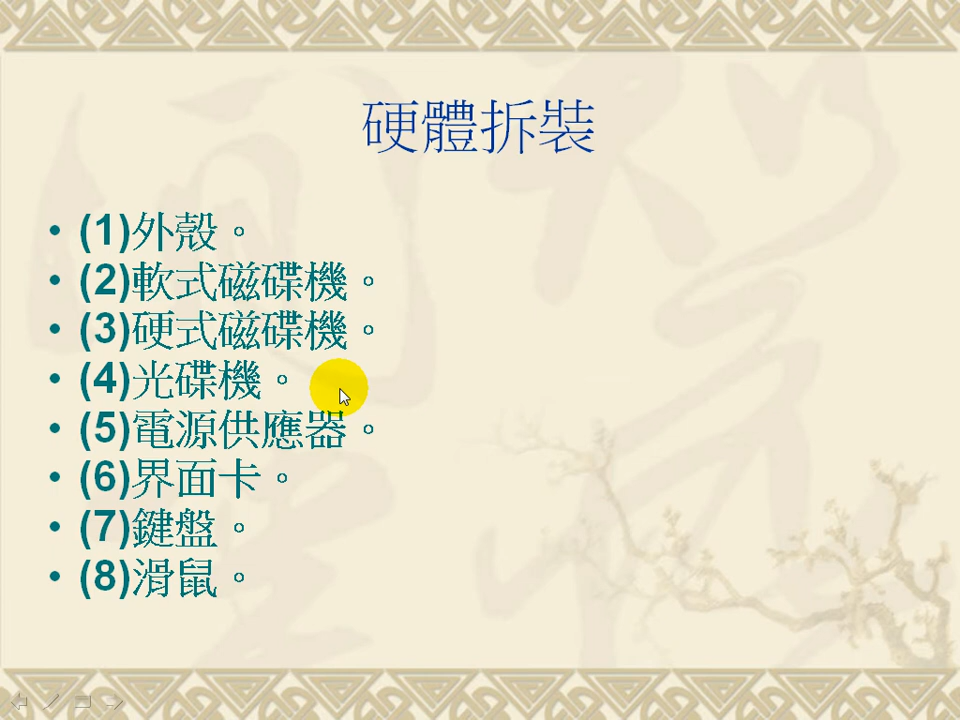 硬體拆裝
• (1)外殼。
• (2)軟式磁碟機。
• (3)硬式磁碟機。
• (4)光碟機。
• (5)電源供應器。
• (6)界面卡。
• (7)鍵盤。
• (8)滑鼠。